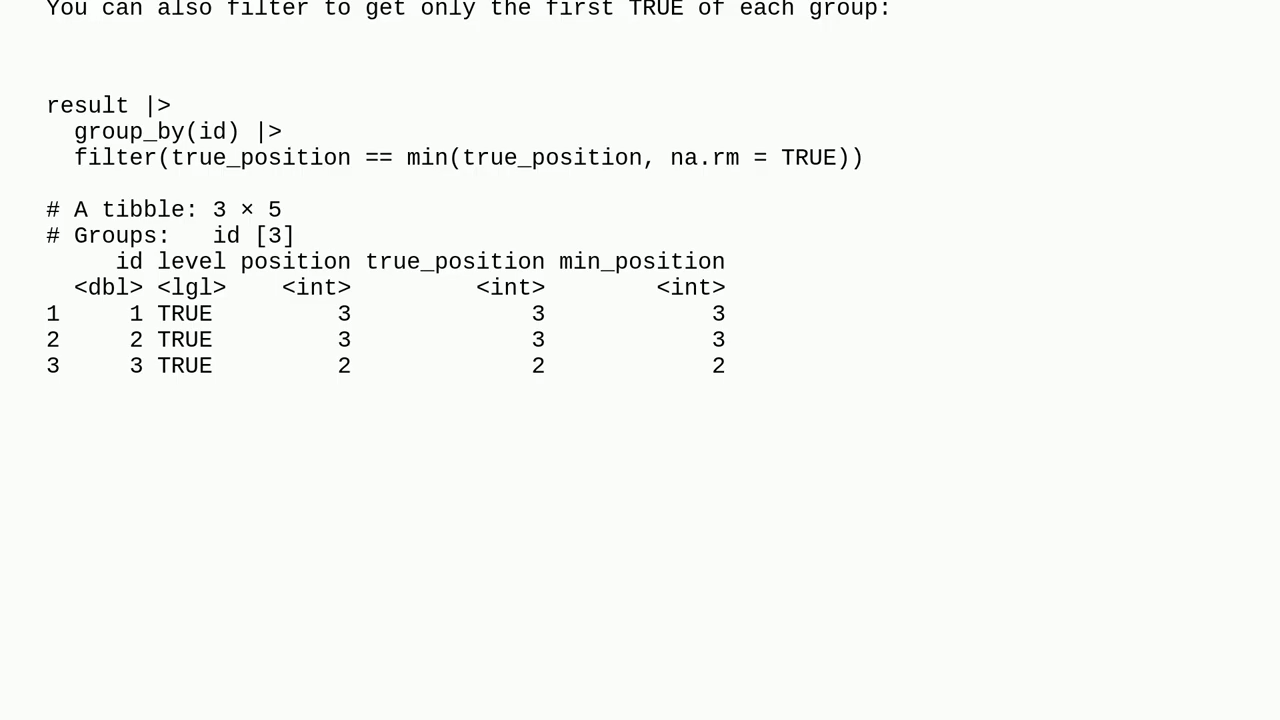 You can also filter to get only the first TRUE of each group:
result |>
  group_by(id) |>
  filter(true_position == min(true_position, na.rm = TRUE))
# A tibble: 3 × 5
# Groups:   id [3]
     id level position true_position min_position
  <dbl> <lgl>    <int>         <int>        <int>
1     1 TRUE         3             3            3
2     2 TRUE         3             3            3
3     3 TRUE         2             2            2